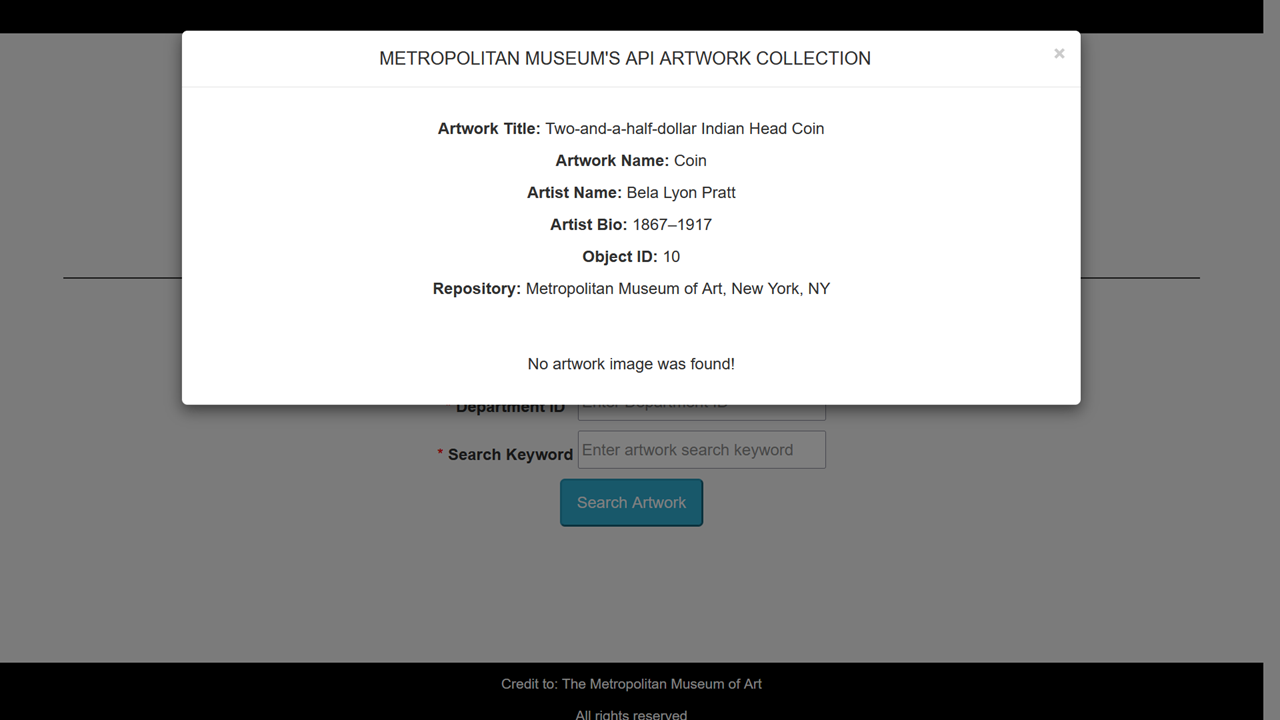 METROPOLITAN MUSEUM'S API ARTWORK COLLECTION
×
Artwork Title: Two-and-a-half-dollar Indian Head Coin
Artwork Name: Coin
Artist Name: Bela Lyon Pratt
Artist Bio: 1867–1917
Object ID: 10
Repository: Metropolitan Museum of Art, New York, NY
No artwork image was found!
* Department ID Enter Department ID
* Search Keyword Enter artwork search keyword
Search Artwork
Credit to: The Metropolitan Museum of Art
All rights reserved